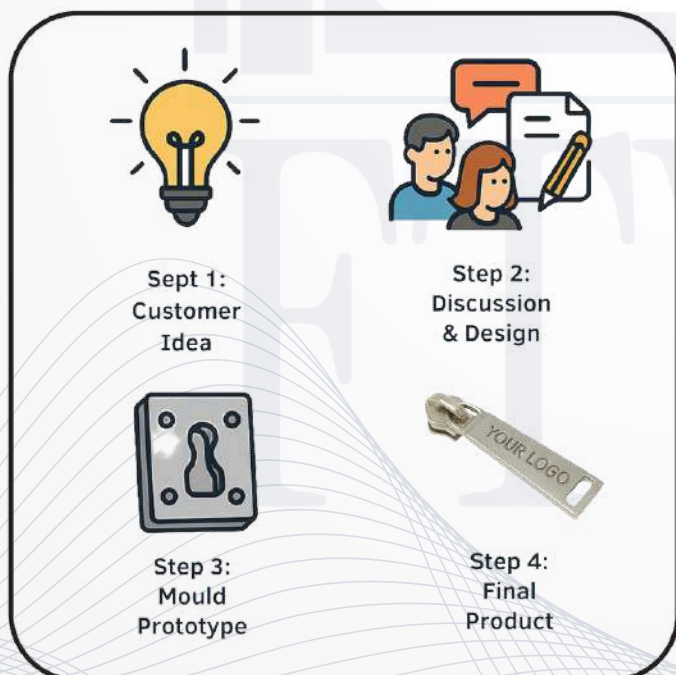 Sept 1:
Customer
Idea
Step 2:
Discussion
& Design
Step 3:
Mould
Prototype
YOUR LOGO
Step 4:
Final
Product